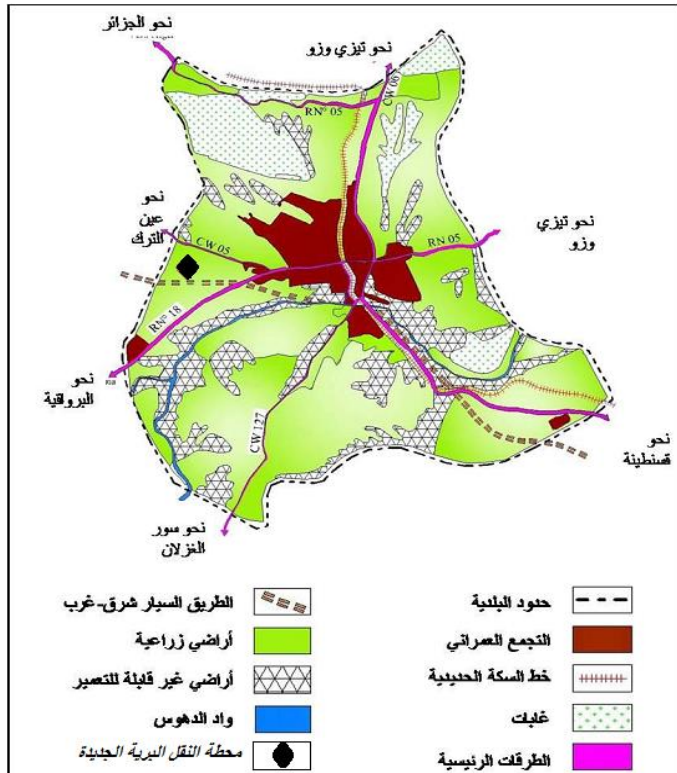 نحو الجزائر
نحو تيزي وزو
RN° 05
CW 06
نحو
عين
الترك
CW 05
RN 05
نحو تيزي
وزو
RN° 18
نحو
البرواقية
CW 127
نحو
قسنطينة
نحو سور
الغزلان
حدود البلدية
التجمع العمراني
خط السكة الحديدية
غابات
الطرقات الرئيسية
الطريق السيار شرق-غرب
أراضي زراعية
أراضي غير قابلة للتعمير
واد الدهوس
محطة النقل البرية الجديدة